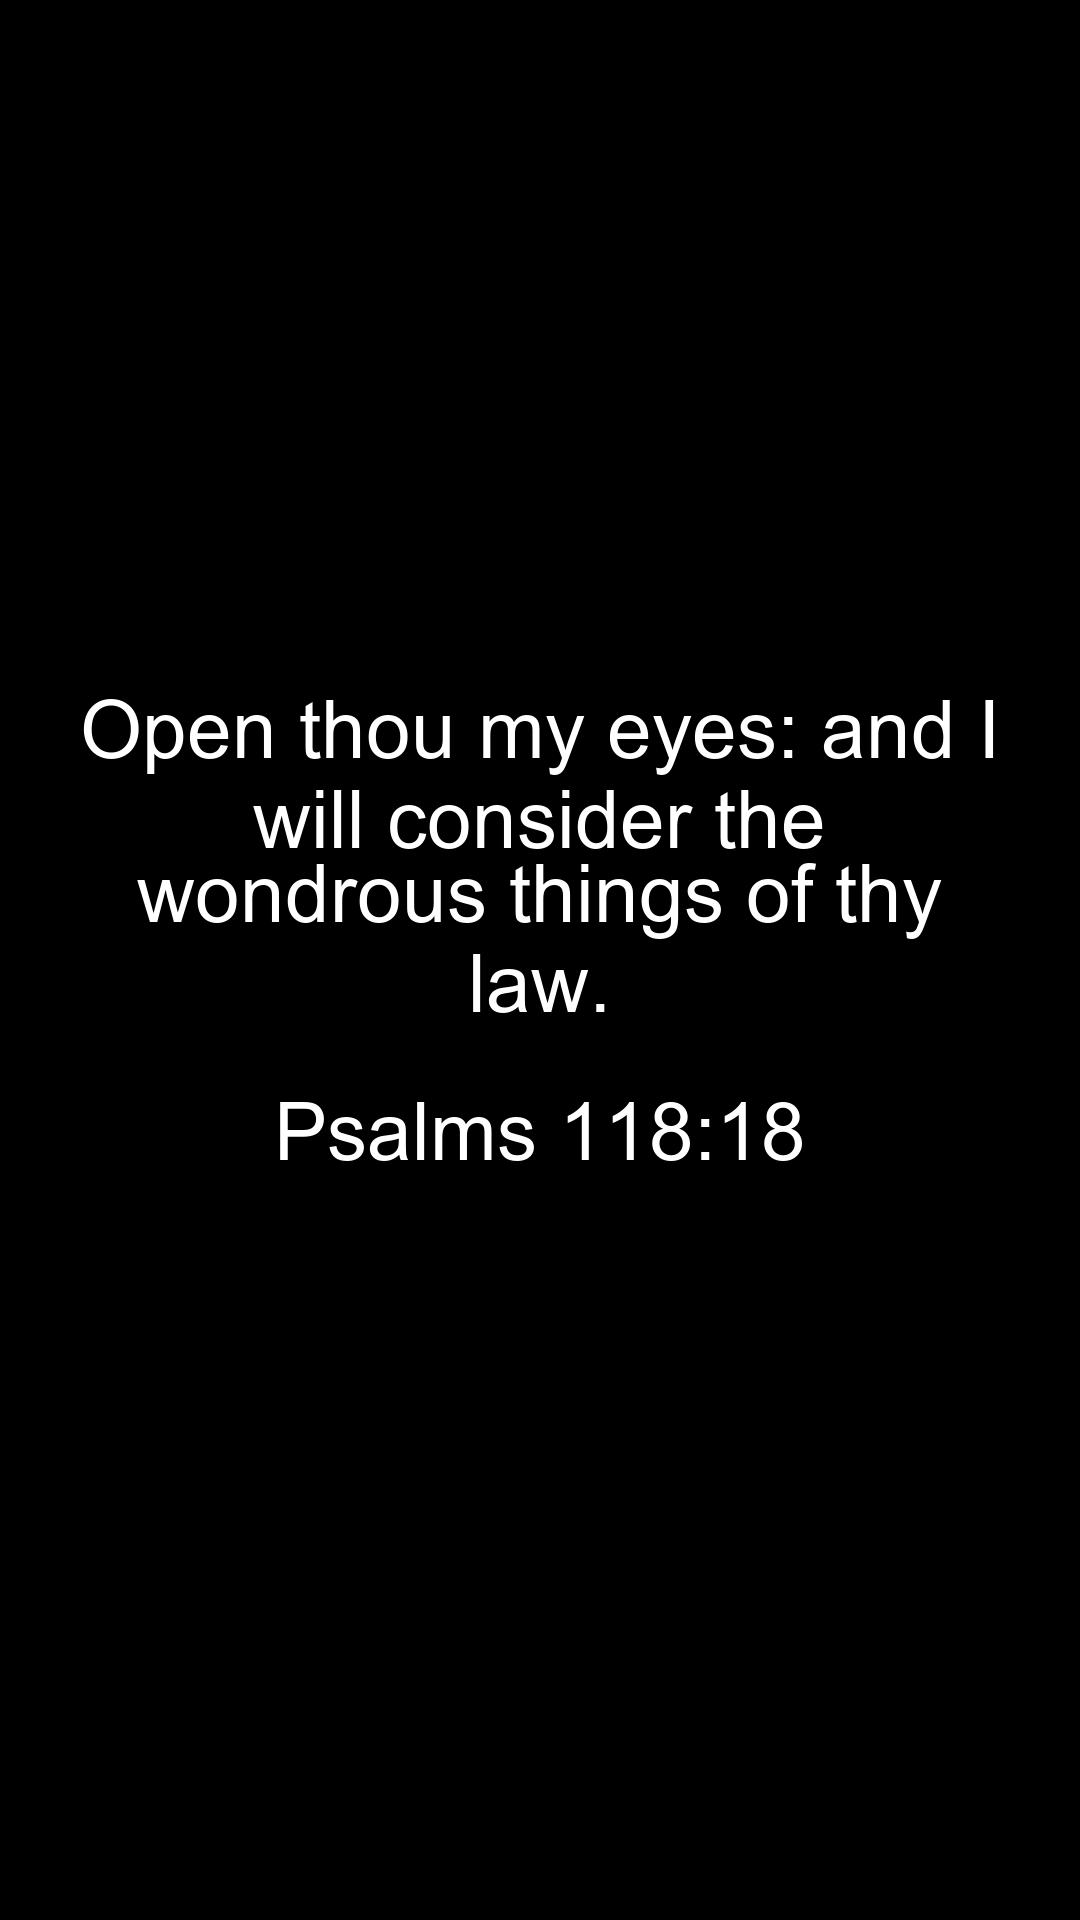 Open thou my eyes: and I
will consider the
wondrous things of thy
law.
Psalms 118:18